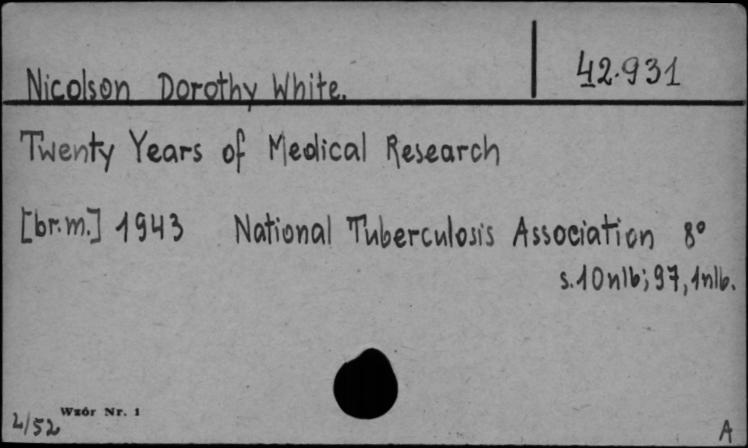 Nicolson Dorothy White.
42.931
Twenty Years of Medical Research
[br.m.] 1943 National Tuberculosis Association 8°
s.10nlb; 97, 1nlb.
Wzór Nr. 1
2/52
A